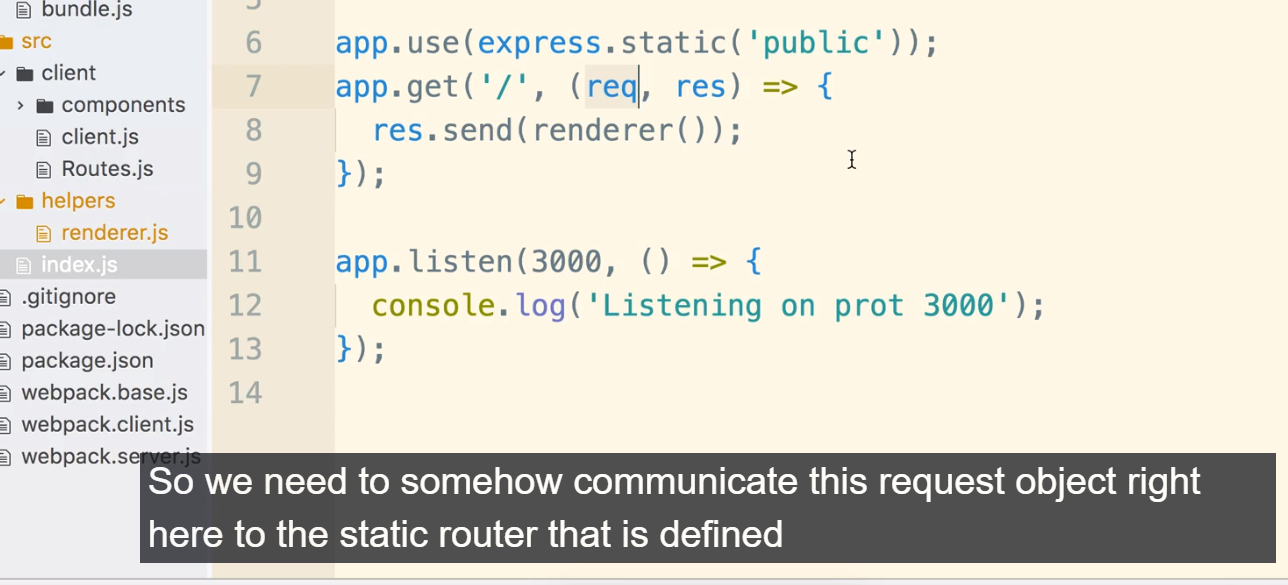 bundle.js
src
client
components
client.js
Routes.js
helpers
renderer.js
index.js
.gitignore
package-lock.json
package.json
webpack.base.js
webpack.client.js
webpack.server.js
5
6 app.use(express.static('public'));
7 app.get('/', (req, res) => {
8 res.send(renderer());
9 });
10
11 app.listen(3000, () => {
12 console.log('Listening on prot 3000');
13 });
14
So we need to somehow communicate this request object right
here to the static router that is defined